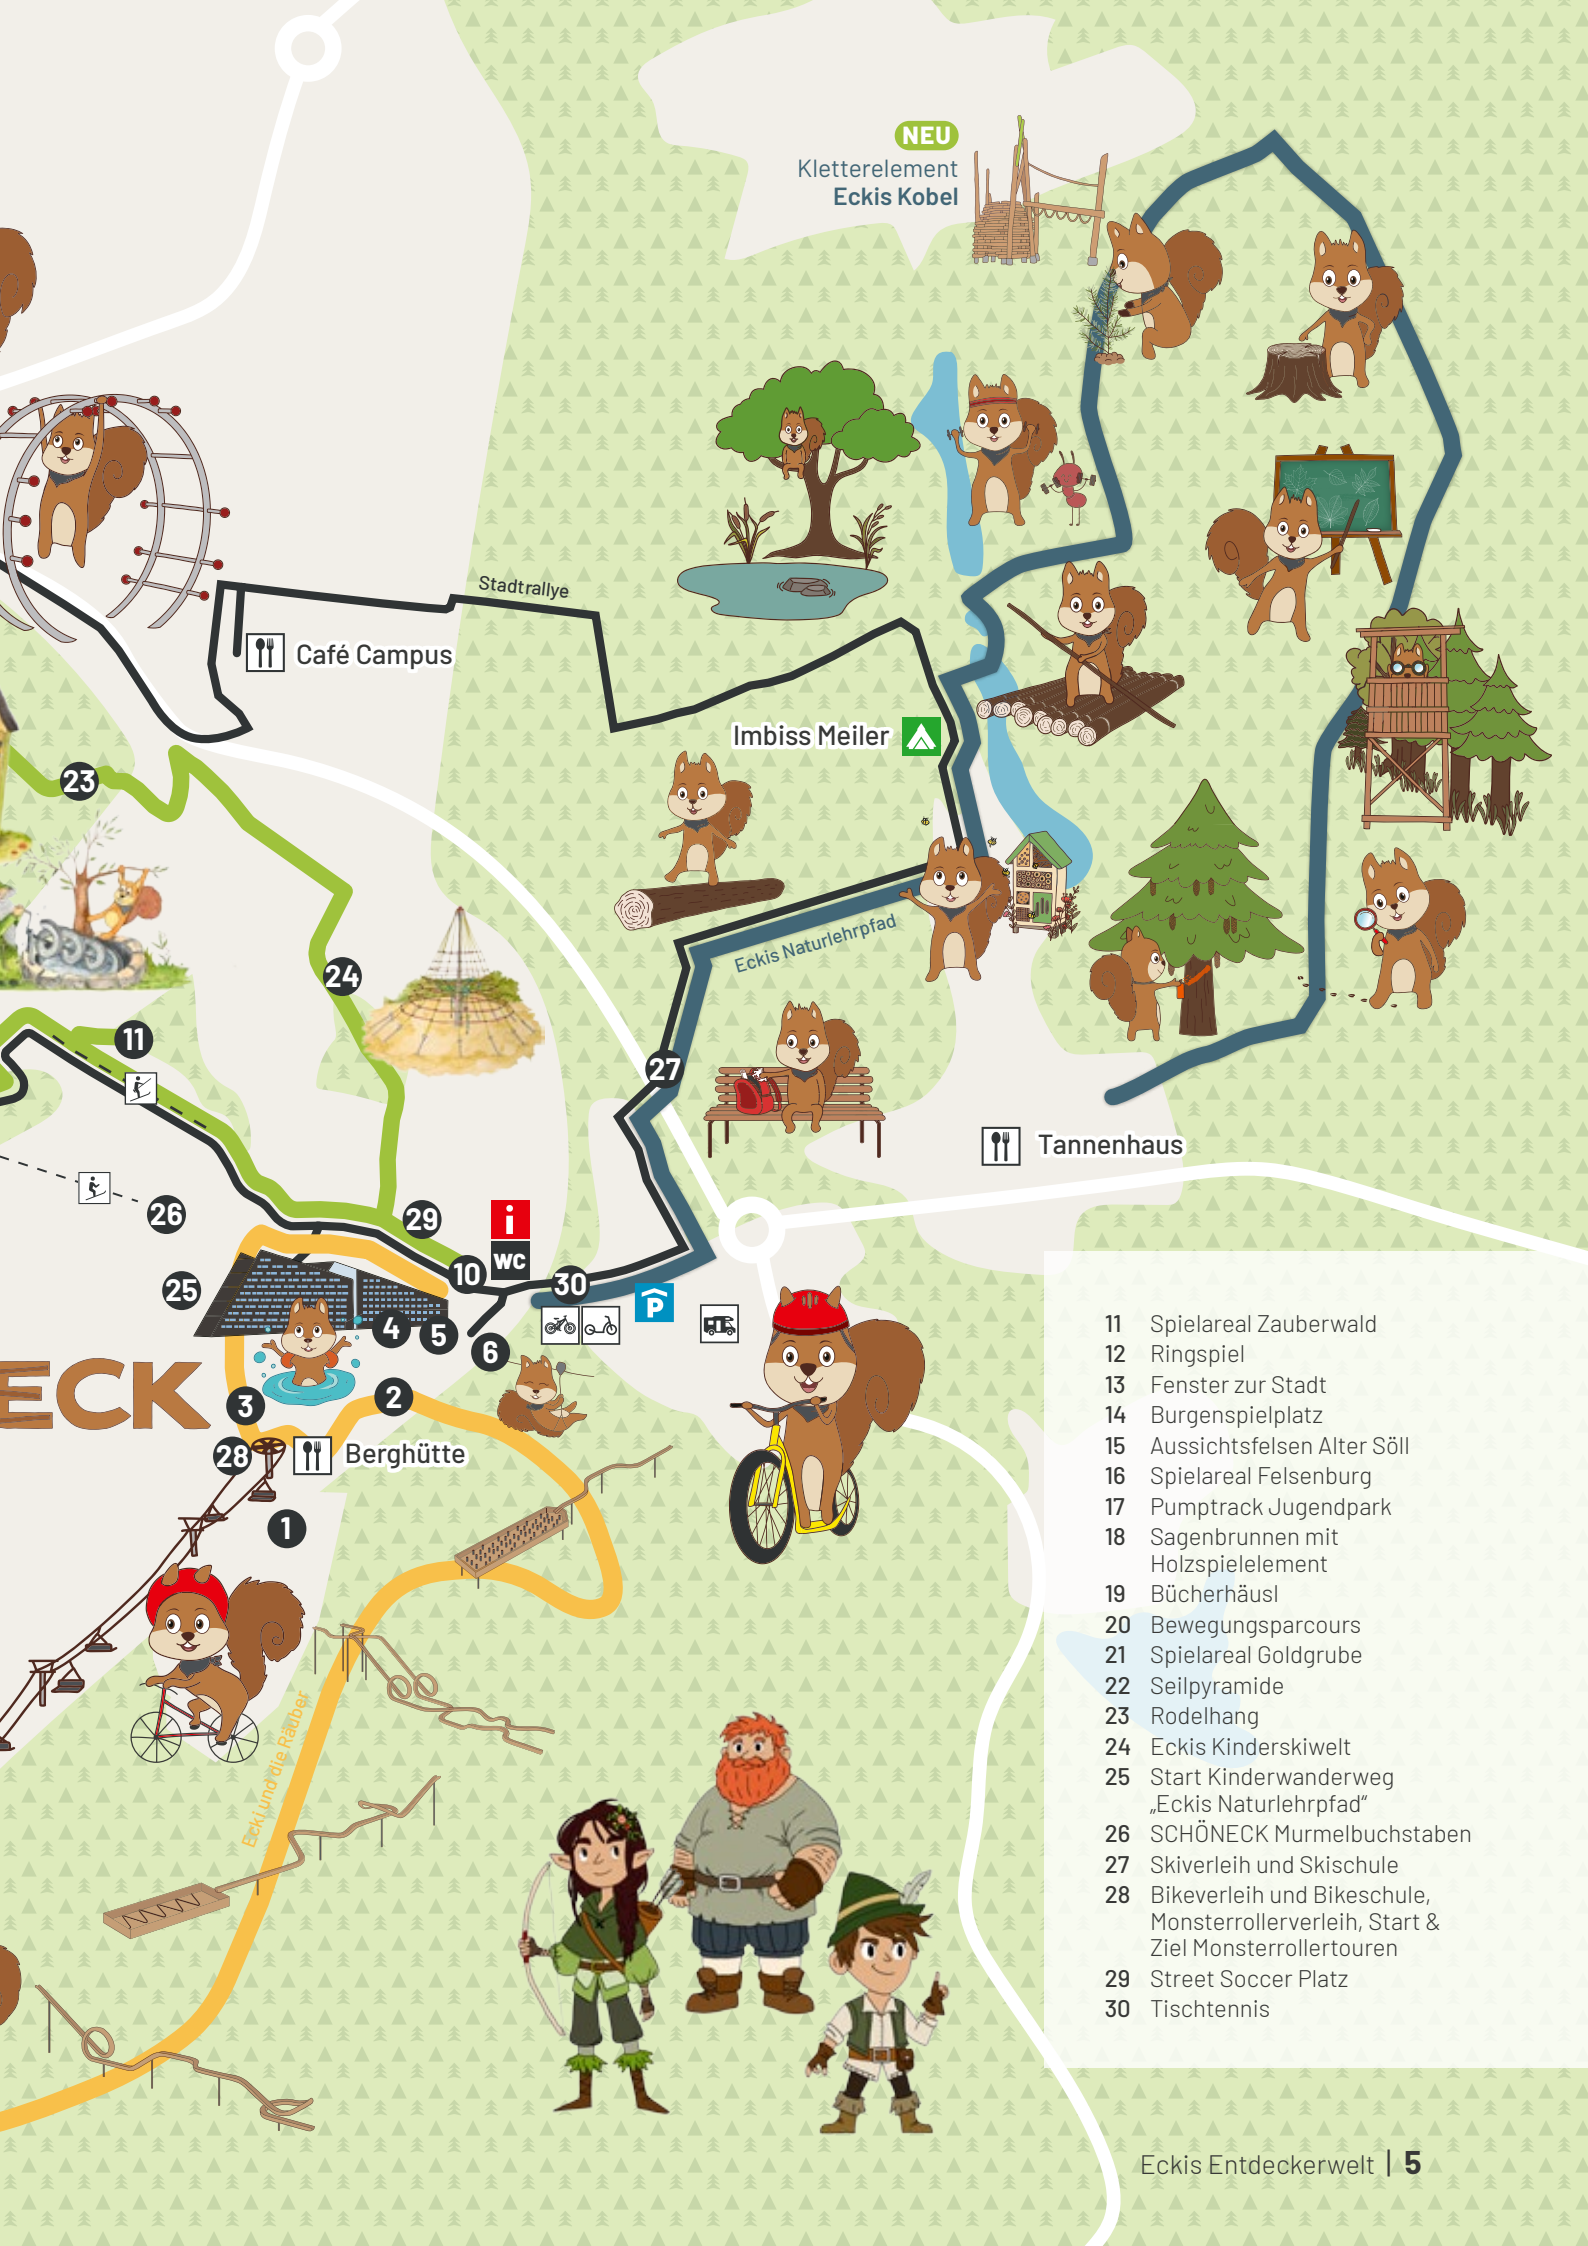 NEU
Kletterelement
Eckis Kobel
Stadtrallye
Café Campus
Imbiss Meiler
23
Eckis Naturlehrpfad
24
11
27
Tannenhaus
26
29
i
WC
10
30
25
P
4
5
6
ECK
3
2
28
Berghütte
1
Ecki und die Räuber
11 Spielareal Zauberwald
12 Ringspiel
13 Fenster zur Stadt
14 Burgenspielplatz
15 Aussichtsfelsen Alter Söll
16 Spielareal Felsenburg
17 Pumptrack Jugendpark
18 Sagenbrunnen mit
Holzspielelement
19 Bücherhäusl
20 Bewegungsparcours
21 Spielareal Goldgrube
22 Seilpyramide
23 Rodelhang
24 Eckis Kinderskiwelt
25 Start Kinderwanderweg
„Eckis Naturlehrpfad“
26 SCHÖNECK Murmelbuchstaben
27 Skiverleih und Skischule
28 Bikeverleih und Bikeschule,
Monsterrollerverleih, Start &
Ziel Monsterrollertouren
29 Street Soccer Platz
30 Tischtennis
Eckis Entdeckerwelt | 5